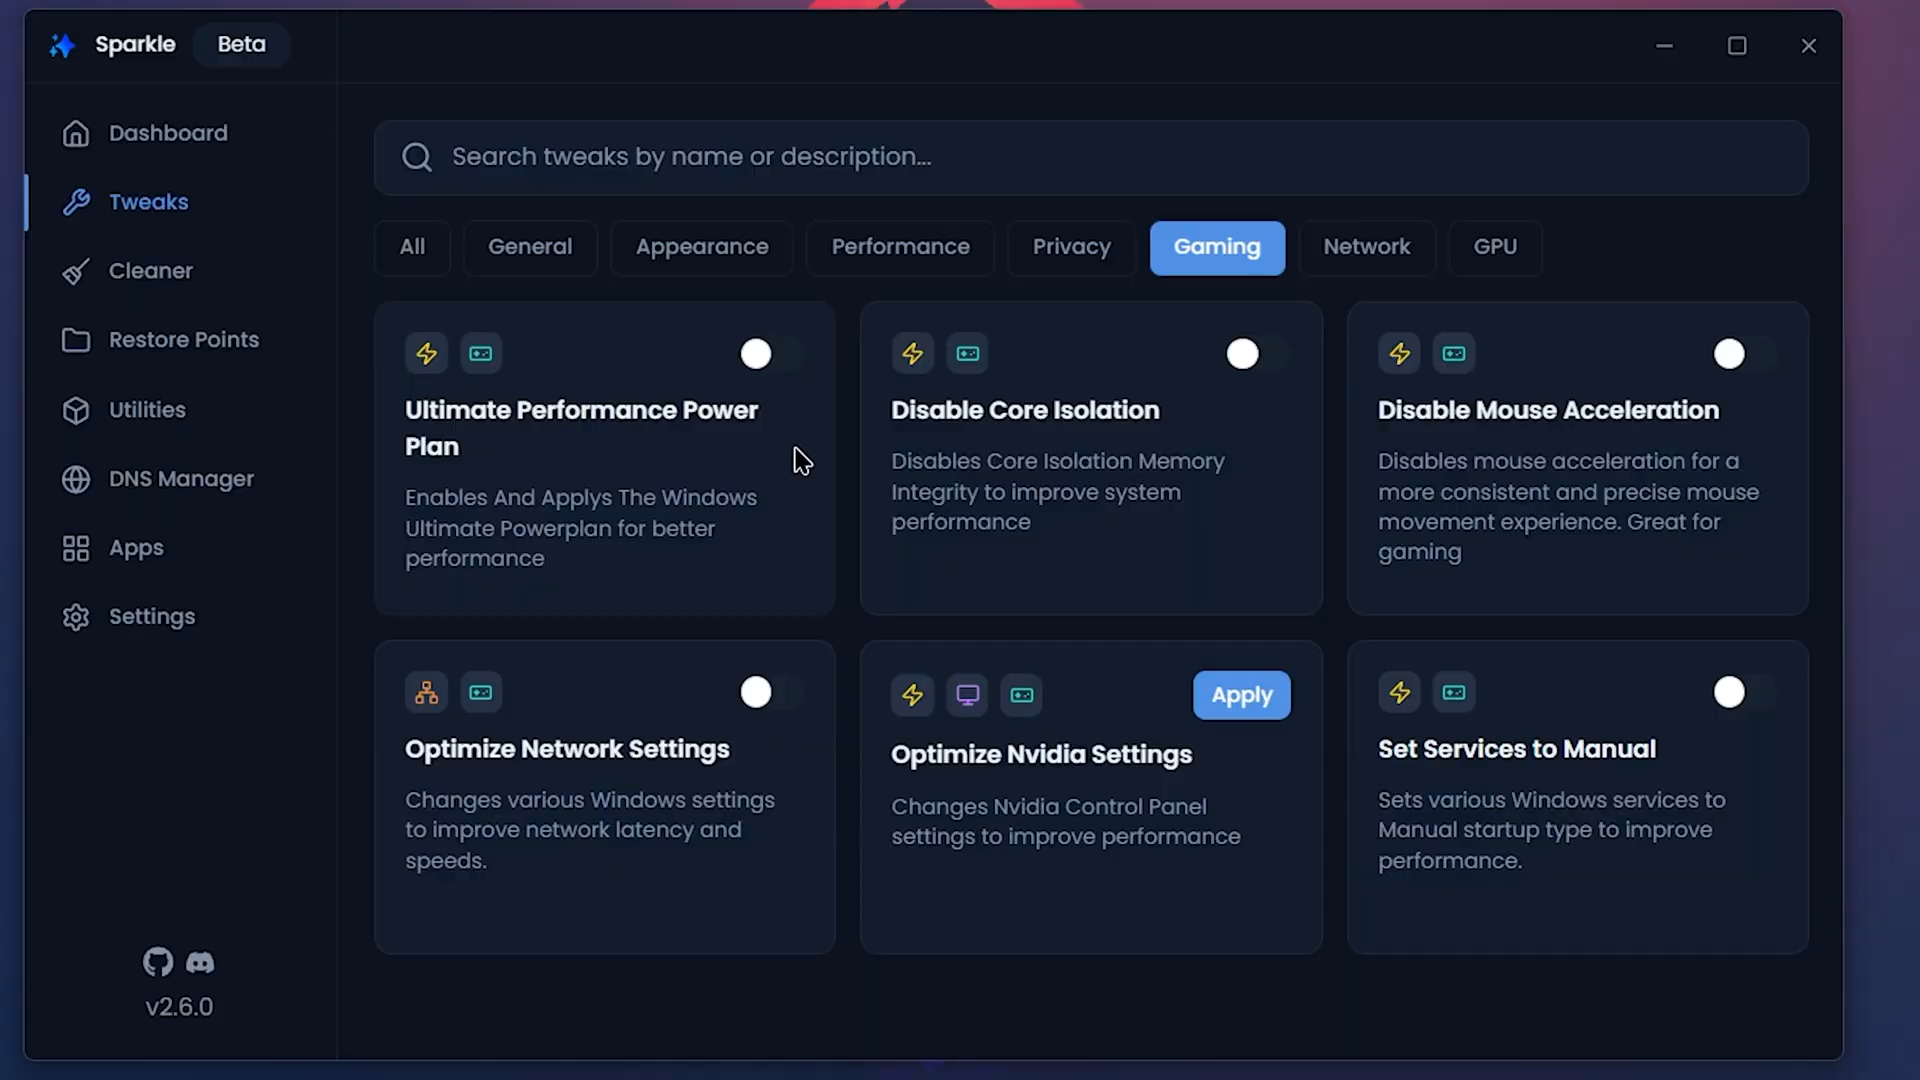 Sparkle Beta
Dashboard
Tweaks
Cleaner
Restore Points
Utilities
DNS Manager
Apps
Settings
v2.6.0
Search tweaks by name or description...
All General Appearance Performance Privacy Gaming Network GPU
Ultimate Performance Power
Plan
Enables And Applys The Windows
Ultimate Powerplan for better
performance
Disable Core Isolation
Disables Core Isolation Memory
Integrity to improve system
performance
Disable Mouse Acceleration
Disables mouse acceleration for a
more consistent and precise mouse
movement experience. Great for
gaming
Optimize Network Settings
Changes various Windows settings
to improve network latency and
speeds.
Apply
Optimize Nvidia Settings
Changes Nvidia Control Panel
settings to improve performance
Set Services to Manual
Sets various Windows services to
Manual startup type to improve
performance.